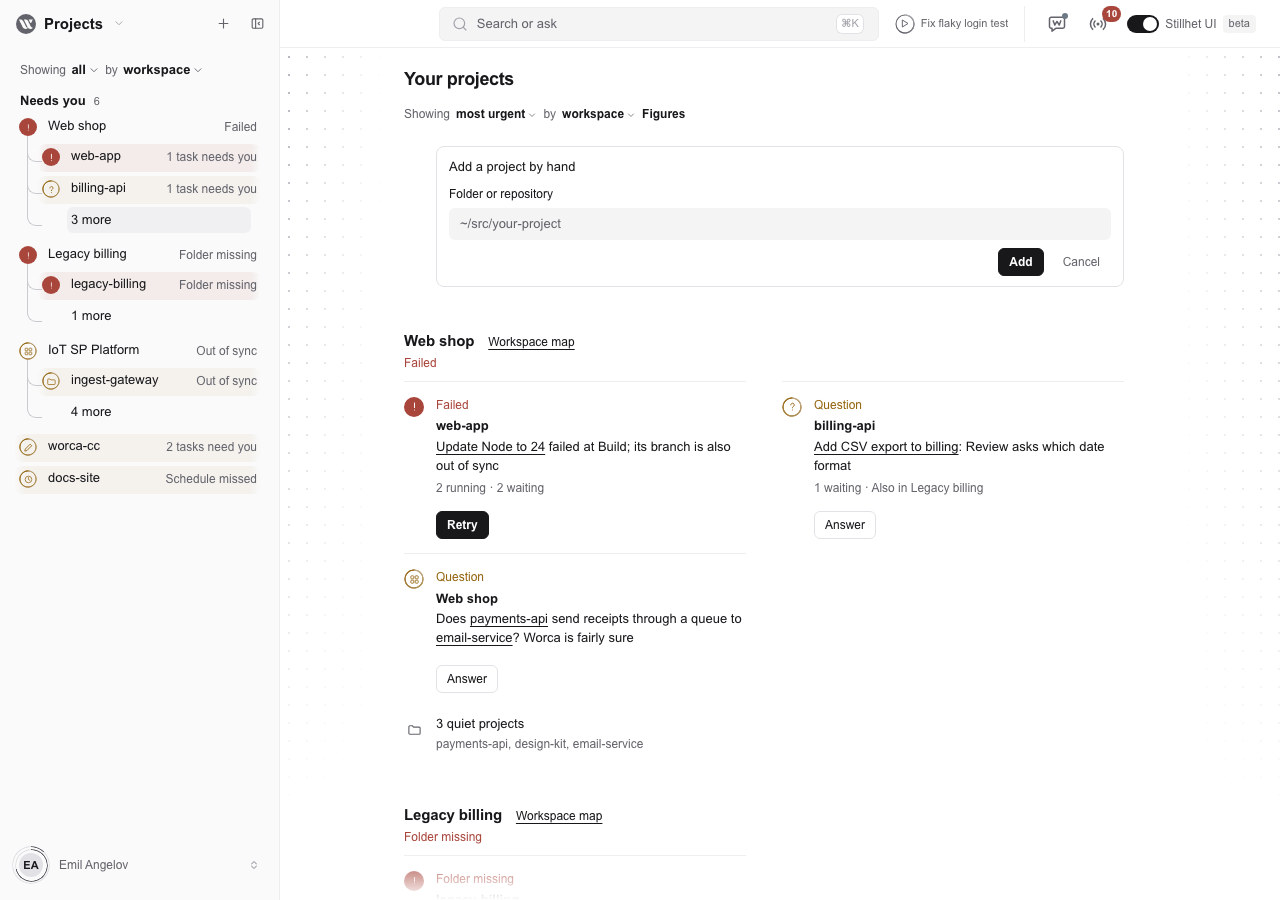 Projects
Search or ask
⌘K
Fix flaky login test
10
Stillhet UI
beta
Showing all by workspace
Needs you 6
Web shop Failed
web-app 1 task needs you
billing-api 1 task needs you
3 more
Legacy billing Folder missing
legacy-billing Folder missing
1 more
IoT SP Platform Out of sync
ingest-gateway Out of sync
4 more
worca-cc 2 tasks need you
docs-site Schedule missed
EA
Emil Angelov
Your projects
Showing most urgent by workspace Figures
Add a project by hand
Folder or repository
~/src/your-project
Add
Cancel
Web shop Workspace map
Failed
Failed
web-app
Update Node to 24 failed at Build; its branch is also
out of sync
2 running · 2 waiting
Retry
Question
billing-api
Add CSV export to billing: Review asks which date
format
1 waiting · Also in Legacy billing
Answer
Question
Web shop
Does payments-api send receipts through a queue to
email-service? Worca is fairly sure
Answer
3 quiet projects
payments-api, design-kit, email-service
Legacy billing Workspace map
Folder missing
Folder missing